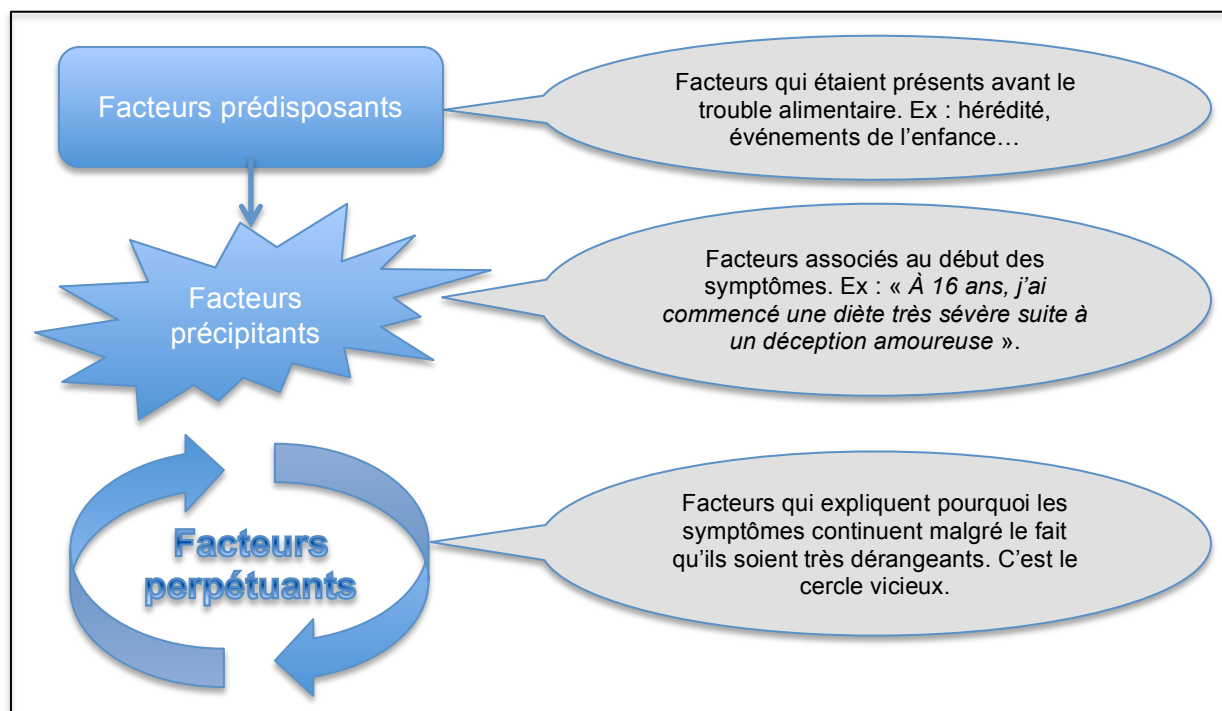 Facteurs prédisposants
Facteurs qui étaient présents avant le
trouble alimentaire. Ex : hérédité,
événements de l’enfance…
Facteurs
précipitants
Facteurs associés au début des
symptômes. Ex : « À 16 ans, j’ai
commencé une diète très sévère suite à
un déception amoureuse ».
Facteurs
perpétuants
Facteurs qui expliquent pourquoi les
symptômes continuent malgré le fait
qu’ils soient très dérangeants. C’est le
cercle vicieux.